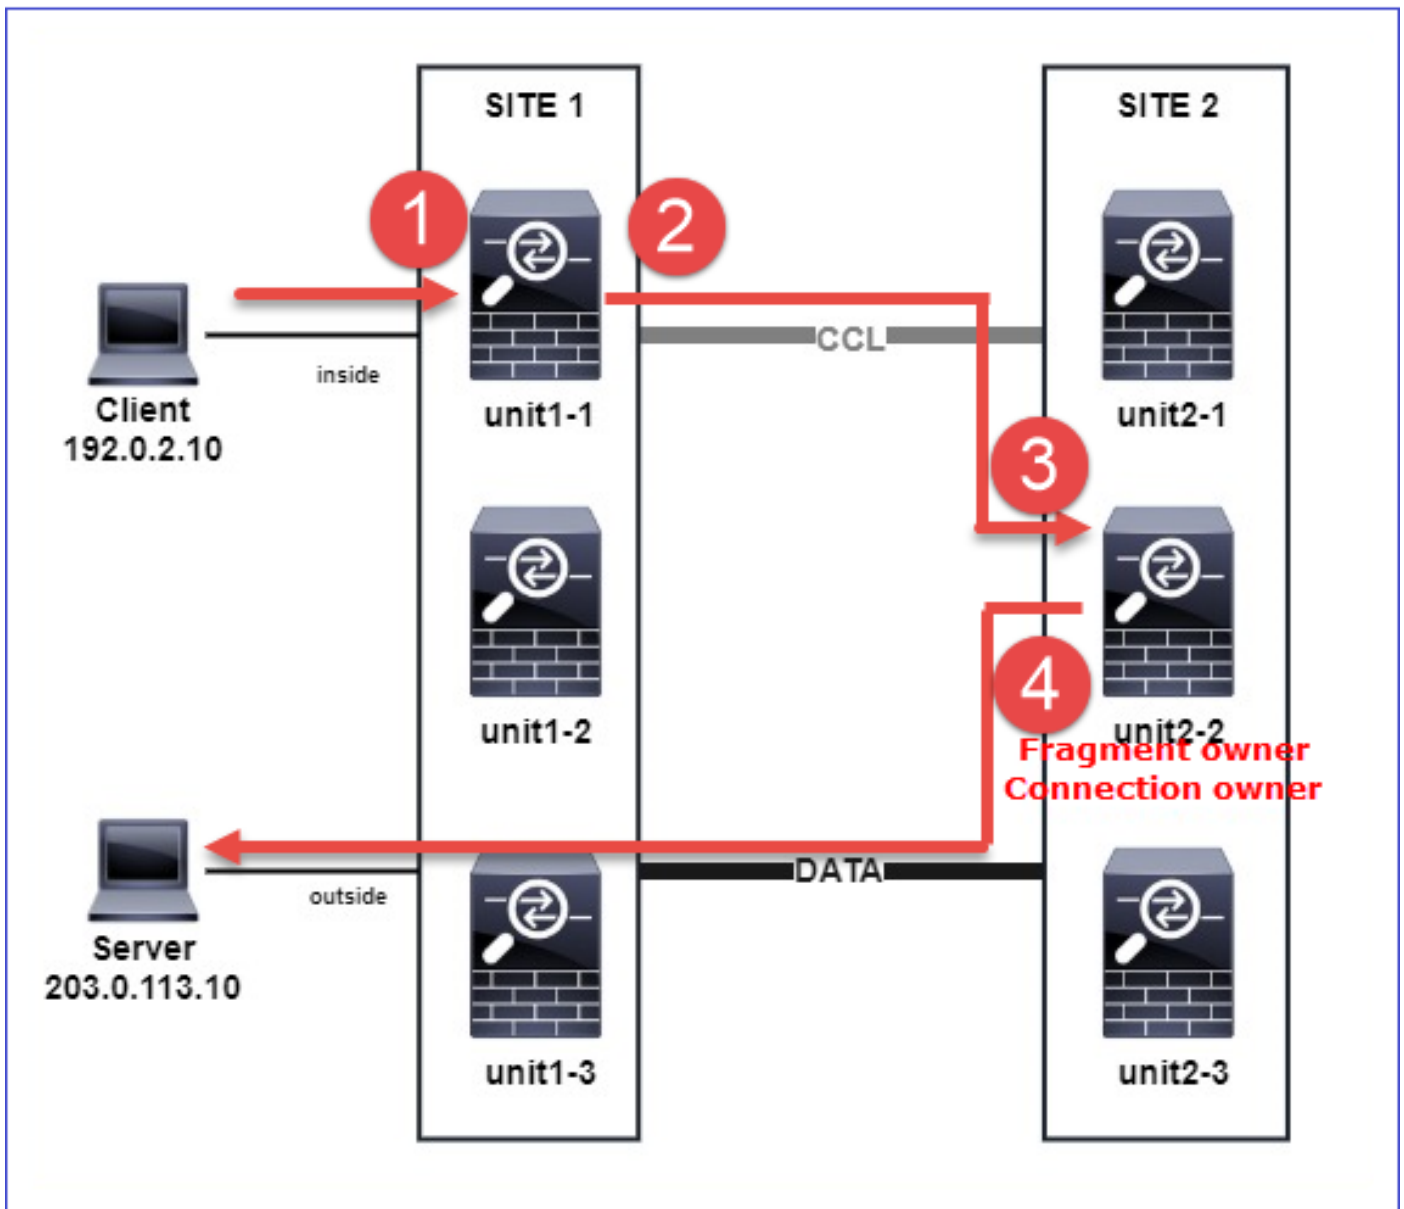 SITE 1
SITE 2
1
2
CCL
inside
Client
192.0.2.10
unit1-1
unit2-1
3
4
unit1-2
unit2-2
Fragment owner
Connection owner
DATA
outside
Server
203.0.113.10
unit1-3
unit2-3